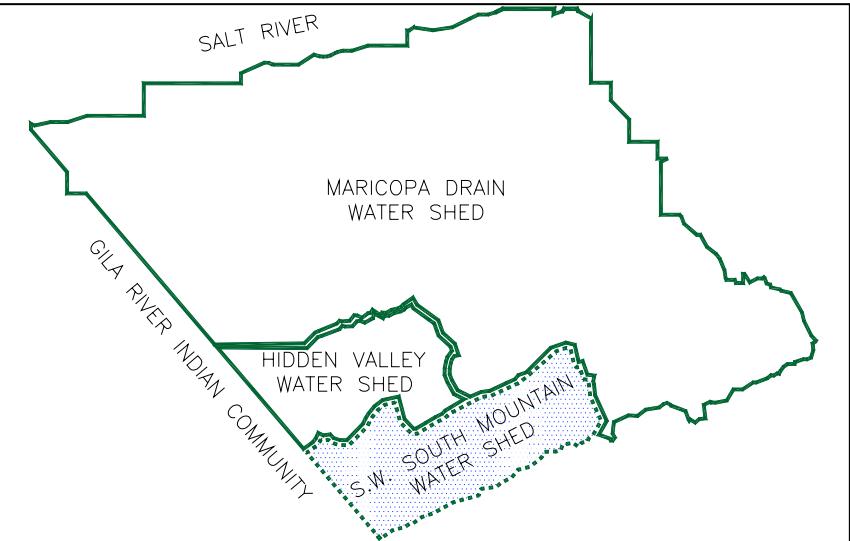 SALT RIVER
MARICOPA DRAIN
WATER SHED
GILA RIVER INDIAN COMMUNITY
HIDDEN VALLEY
WATER SHED
S.W. SOUTH MOUNTAIN
WATER SHED